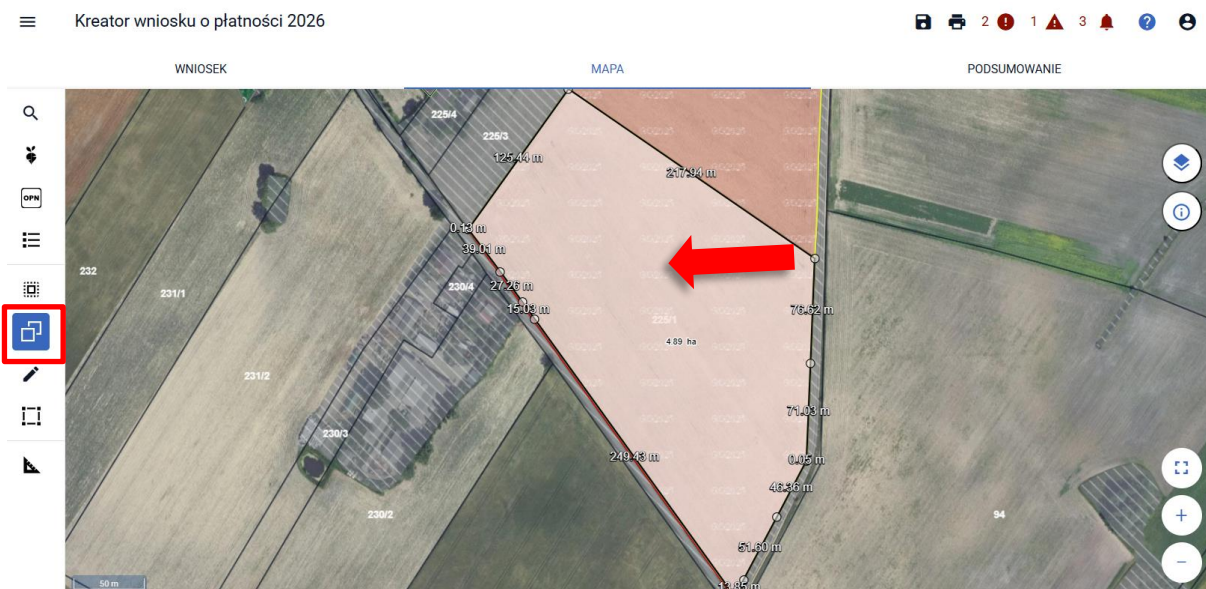 Kreator wniosku o płatności 2026
2
1
3
WNIOSEK
MAPA
PODSUMOWANIE
OPN
225/4
225/3
125.44 m
217.94 m
0.13 m
39.01 m
232
231/1
230/4
27.26 m
15.03 m
76.62 m
225/1
4.89 ha
231/2
71.03 m
230/3
249.43 m
0.05 m
46.36 m
230/2
94
51.60 m
50 m
13.85 m